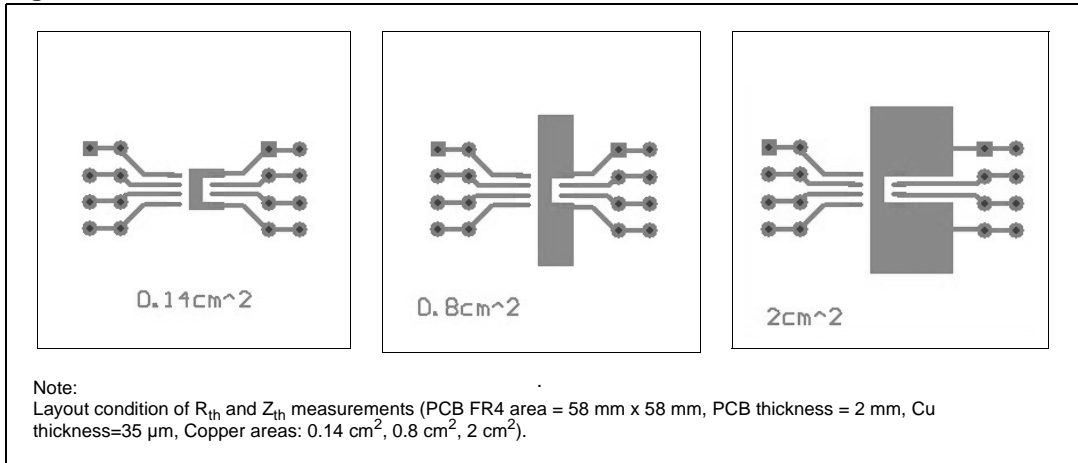 0.14cm^2
0.8cm^2
2cm^2
Note:
Layout condition of Rth and Zth measurements (PCB FR4 area = 58 mm x 58 mm, PCB thickness = 2 mm, Cu
thickness=35 µm, Copper areas: 0.14 cm², 0.8 cm², 2 cm²).